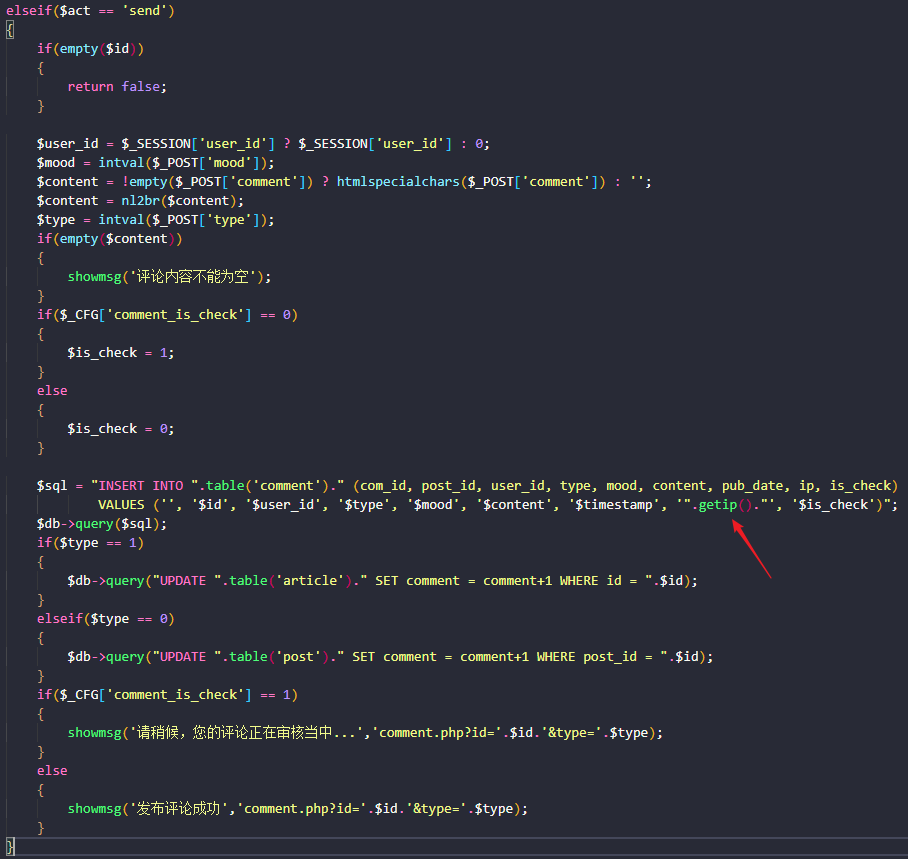 elseif($act == 'send')
{
if(empty($id))
{
return false;
}
$user_id = $_SESSION['user_id'] ? $_SESSION['user_id'] : 0;
$mood = intval($_POST['mood']);
$content = !empty($_POST['comment']) ? htmlspecialchars($_POST['comment']) : '';
$content = nl2br($content);
$type = intval($_POST['type']);
if(empty($content))
{
showmsg('评论内容不能为空');
}
if($_CFG['comment_is_check'] == 0)
{
$is_check = 1;
}
else
{
$is_check = 0;
}
$sql = "INSERT INTO ".table('comment')." (com_id, post_id, user_id, type, mood, content, pub_date, ip, is_check)
VALUES ('', '$id', '$user_id', '$type', '$mood', '$content', '$timestamp', '".getip()."', '$is_check')";
$db->query($sql);
if($type == 1)
{
$db->query("UPDATE ".table('article')." SET comment = comment+1 WHERE id = ".$id);
}
elseif($type == 0)
{
$db->query("UPDATE ".table('post')." SET comment = comment+1 WHERE post_id = ".$id);
}
if($_CFG['comment_is_check'] == 1)
{
showmsg('请稍候，您的评论正在审核当中...','comment.php?id='.$id.'&type='.$type);
}
else
{
showmsg('发布评论成功','comment.php?id='.$id.'&type='.$type);
}
}